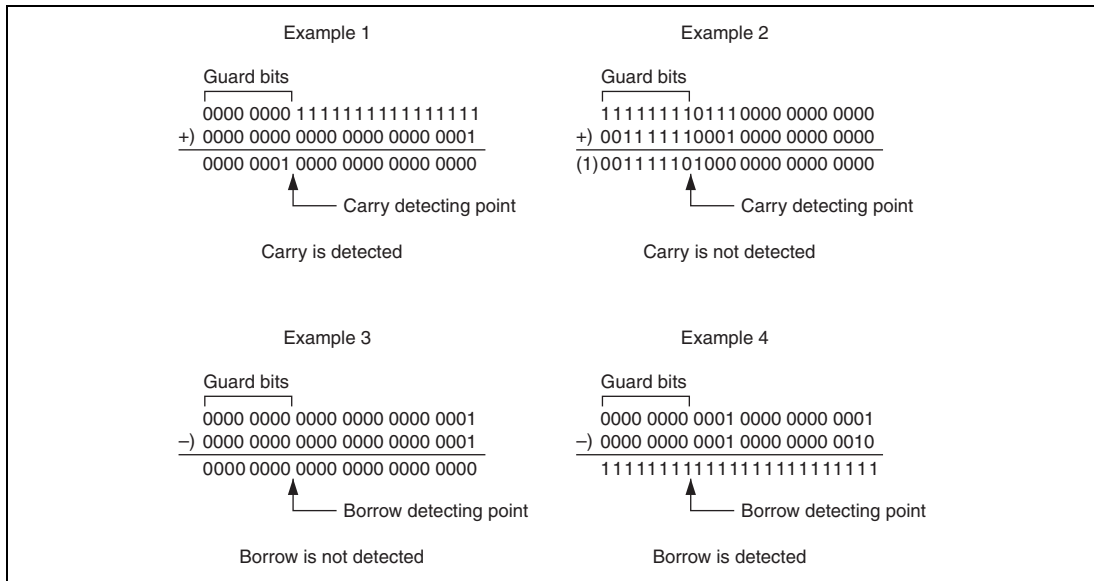 Example 1
Guard bits
0000 0000 1111111111111111
+) 0000 0000 0000 0000 0000 0001
0000 0001 0000 0000 0000 0000
Carry detecting point
Carry is detected
Example 2
Guard bits
111111110111 0000 0000 0000
+) 001111110001 0000 0000 0000
(1) 001111101000 0000 0000 0000
Carry detecting point
Carry is not detected
Example 3
Guard bits
0000 0000 0000 0000 0000 0001
–) 0000 0000 0000 0000 0000 0001
0000 0000 0000 0000 0000 0000
Borrow detecting point
Borrow is not detected
Example 4
Guard bits
0000 0000 0001 0000 0000 0001
–) 0000 0000 0001 0000 0000 0010
111111111111111111111111
Borrow detecting point
Borrow is detected